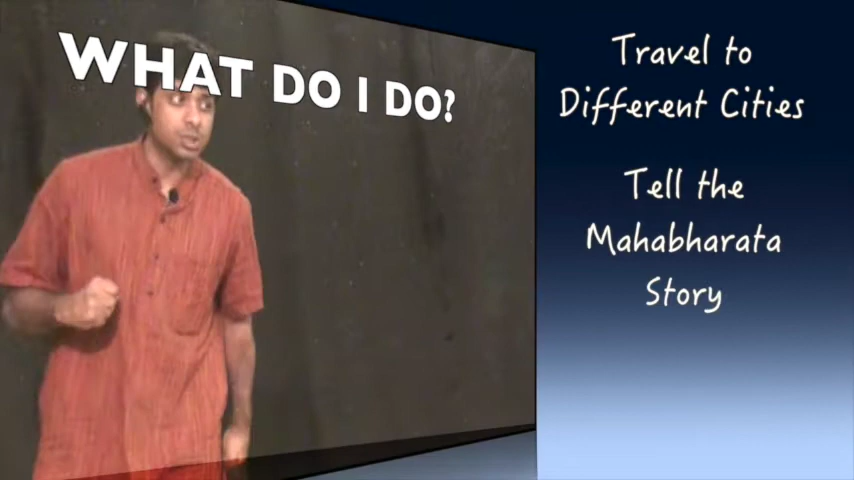 WHAT DO I DO?
Travel to
Different Cities
Tell the
Mahabharata
Story